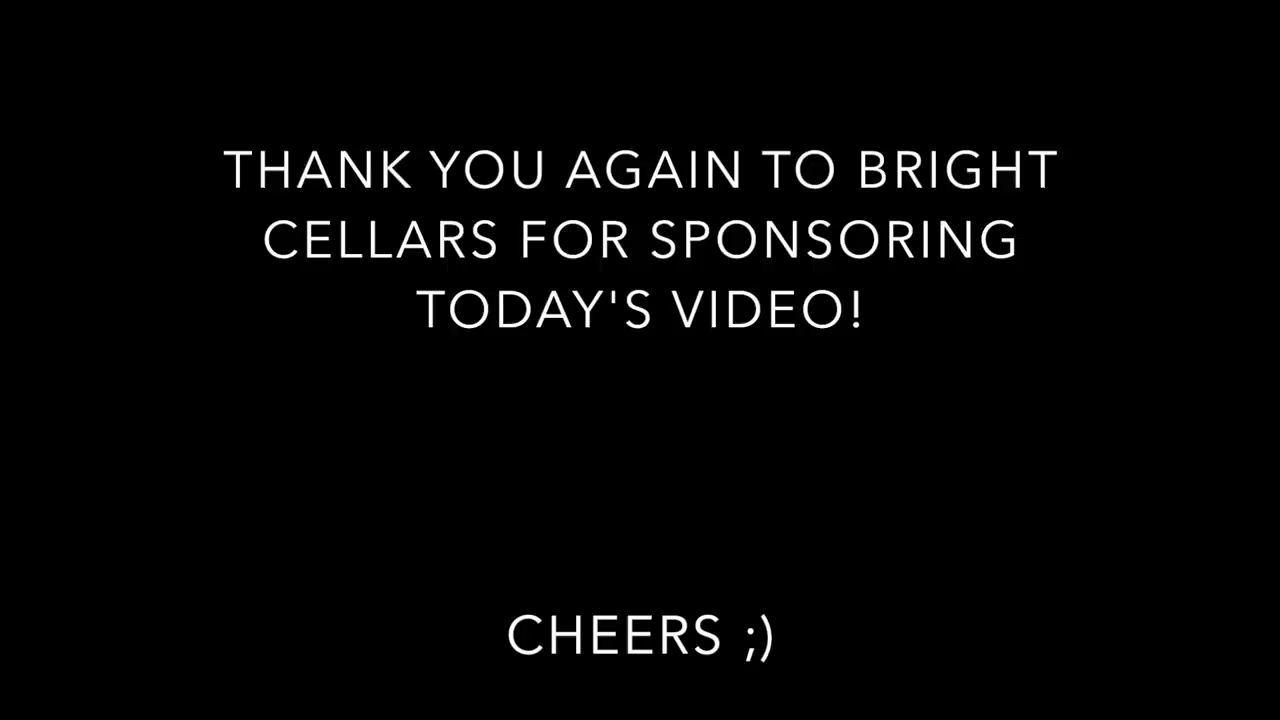 THANK YOU AGAIN TO BRIGHT
CELLARS FOR SPONSORING
TODAY'S VIDEO!
CHEERS ;)